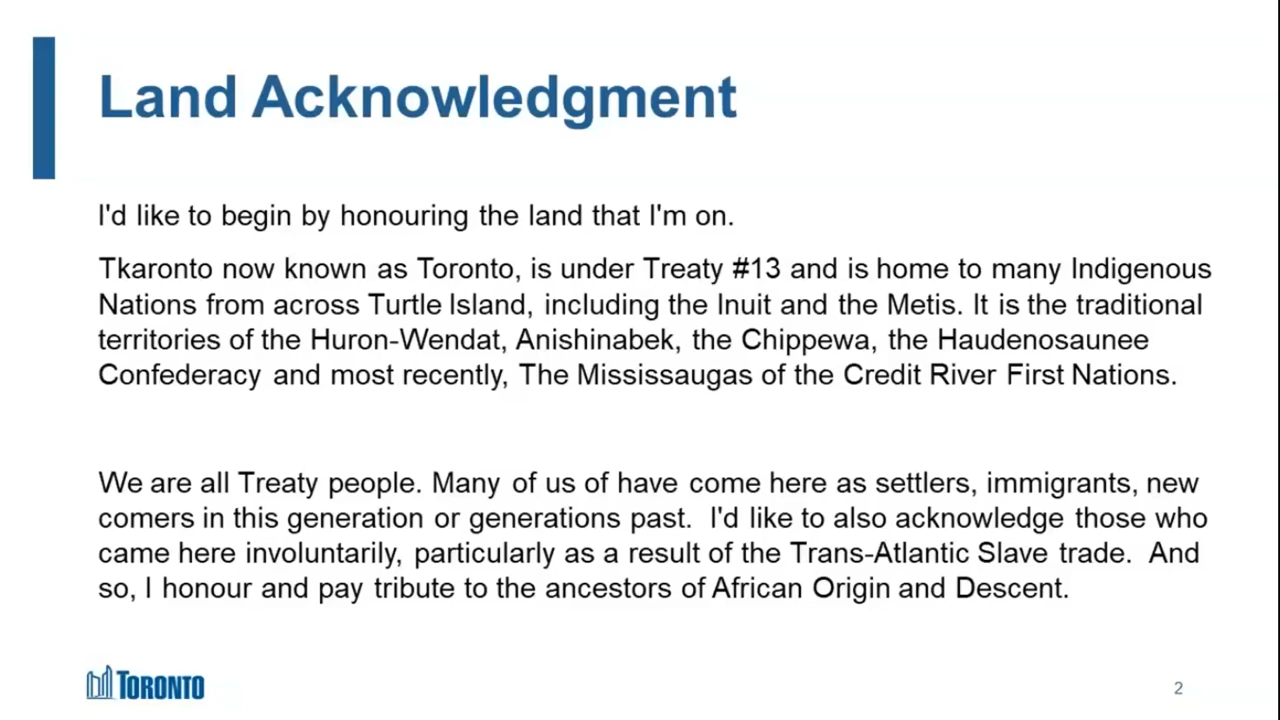 Land Acknowledgment
I'd like to begin by honouring the land that I'm on.
Tkaronto now known as Toronto, is under Treaty #13 and is home to many Indigenous
Nations from across Turtle Island, including the Inuit and the Metis. It is the traditional
territories of the Huron-Wendat, Anishinabek, the Chippewa, the Haudenosaunee
Confederacy and most recently, The Mississaugas of the Credit River First Nations.
We are all Treaty people. Many of us of have come here as settlers, immigrants, new
comers in this generation or generations past. I'd like to also acknowledge those who
came here involuntarily, particularly as a result of the Trans-Atlantic Slave trade. And
so, I honour and pay tribute to the ancestors of African Origin and Descent.
TORONTO
2